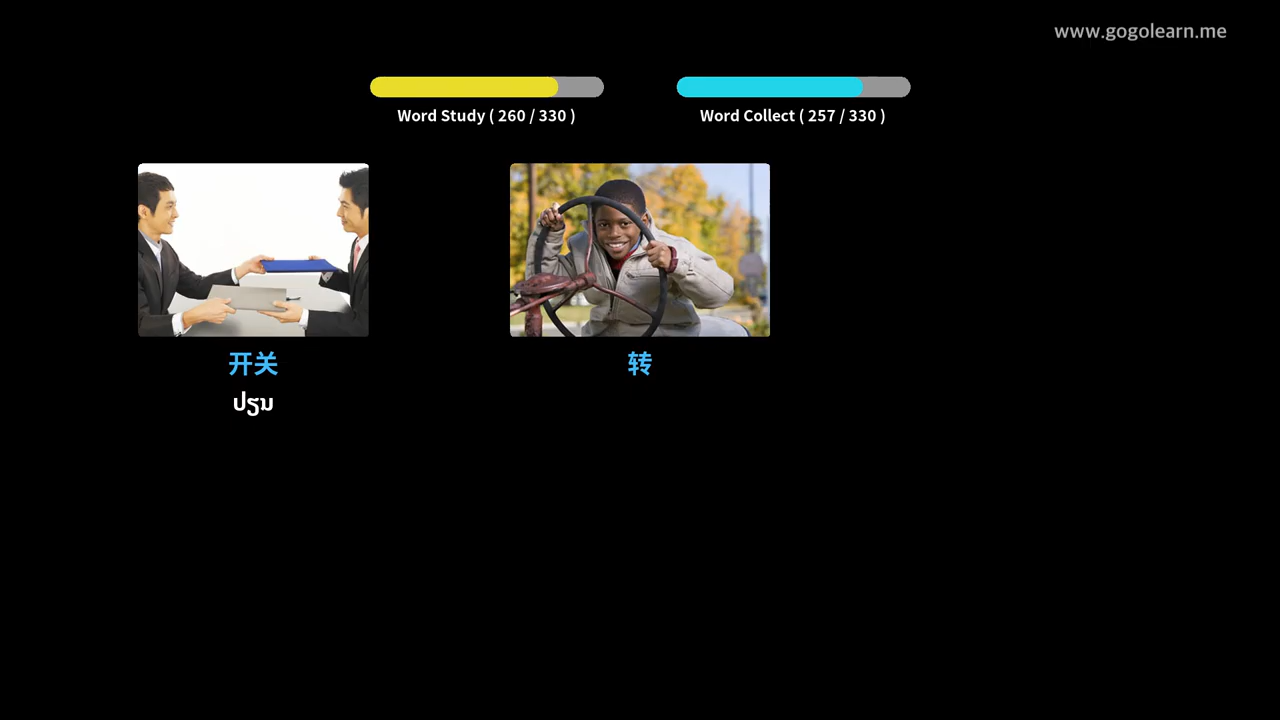 www.gogolearn.me
Word Study ( 260 / 330 )
Word Collect ( 257 / 330 )
开关
转
ປຽນ